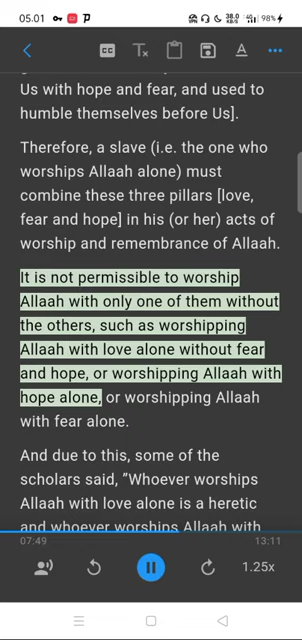 05.01
38.0
KB/S
4G
98%
CC
Us with hope and fear, and used to
humble themselves before Us].
Therefore, a slave (i.e. the one who
worships Allaah alone) must
combine these three pillars [love,
fear and hope] in his (or her) acts of
worship and remembrance of Allaah.
It is not permissible to worship
Allaah with only one of them without
the others, such as worshipping
Allaah with love alone without fear
and hope, or worshipping Allaah with
hope alone, or worshipping Allaah
with fear alone.
And due to this, some of the
scholars said, “Whoever worships
Allaah with love alone is a heretic
and whoever worships Allaah with
07:49
13:11
1.25x